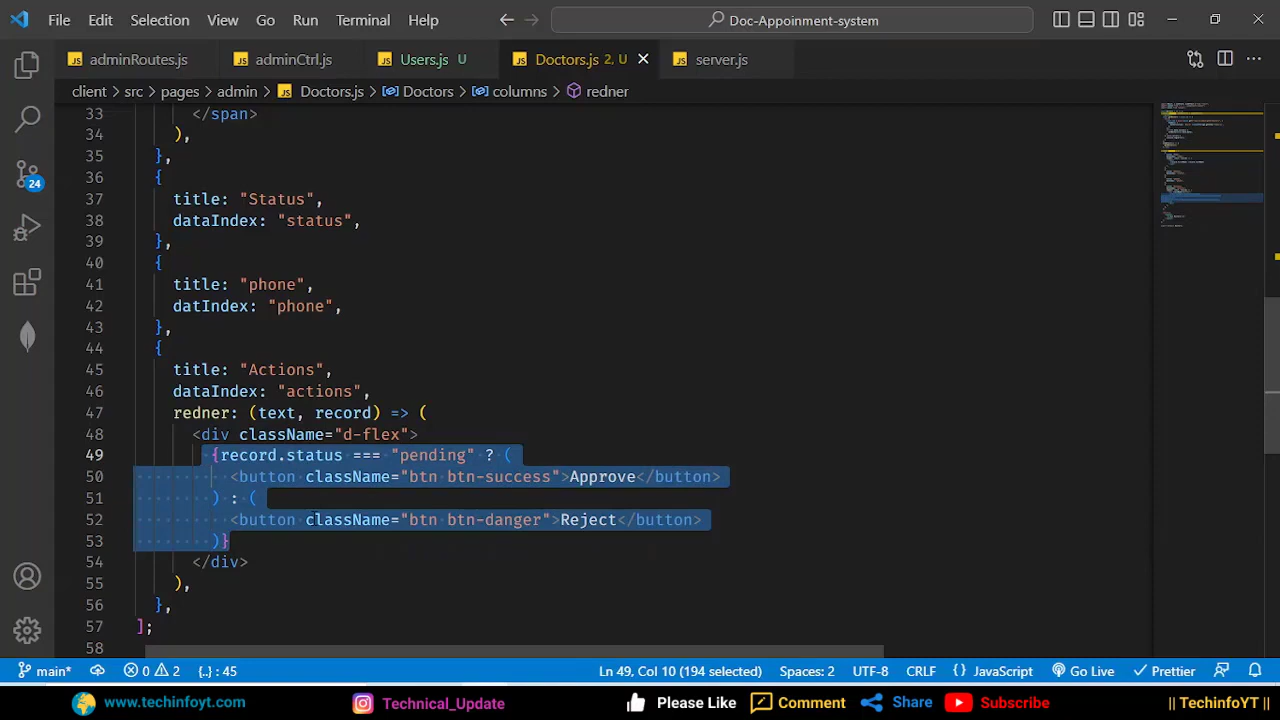 File Edit Selection View Go Run Terminal Help
Doc-Appoinment-system
adminRoutes.js adminCtrl.js Users.js U Doctors.js 2, U server.js
client > src > pages > admin > Doctors.js > Doctors > columns > redner
33 </span>
34 ),
35 },
36 {
37 title: "Status",
38 dataIndex: "status",
39 },
40 {
41 title: "phone",
42 datIndex: "phone",
43 },
44 {
45 title: "Actions",
46 dataIndex: "actions",
47 redner: (text, record) => (
48 <div className="d-flex">
49 {record.status === "pending" ? (
50 <button className="btn btn-success">Approve</button>
51 ) : (
52 <button className="btn btn-danger">Reject</button>
53 )}
54 </div>
55 ),
56 },
57 ];
58
24
main* 0 2 {..} : 45 Ln 49, Col 10 (194 selected) Spaces: 2 UTF-8 CRLF {} JavaScript Go Live Prettier
www.techinfoyt.com Technical_Update Please Like Comment Share Subscribe || TechinfoYT ||